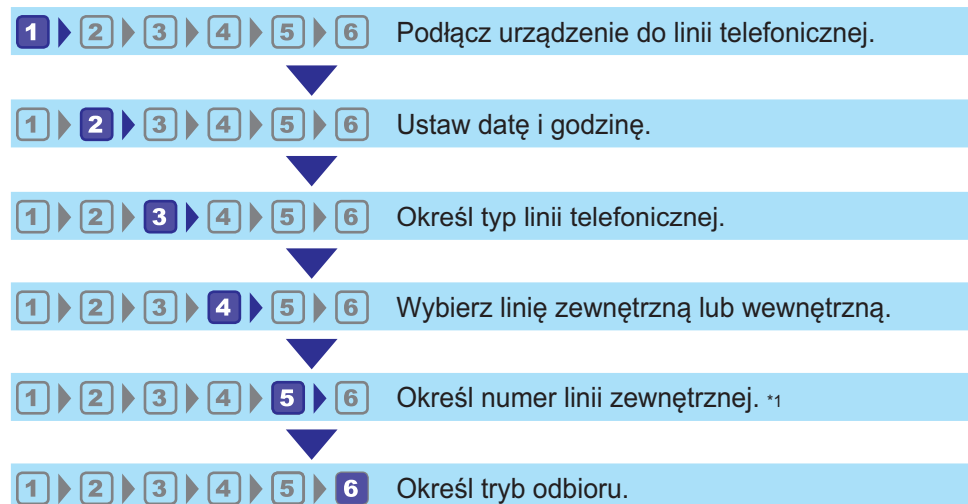 1 2 3 4 5 6 Podłącz urządzenie do linii telefonicznej.
1 2 3 4 5 6 Ustaw datę i godzinę.
1 2 3 4 5 6 Określ typ linii telefonicznej.
1 2 3 4 5 6 Wybierz linię zewnętrzną lub wewnętrzną.
1 2 3 4 5 6 Określ numer linii zewnętrznej. *1
1 2 3 4 5 6 Określ tryb odbioru.